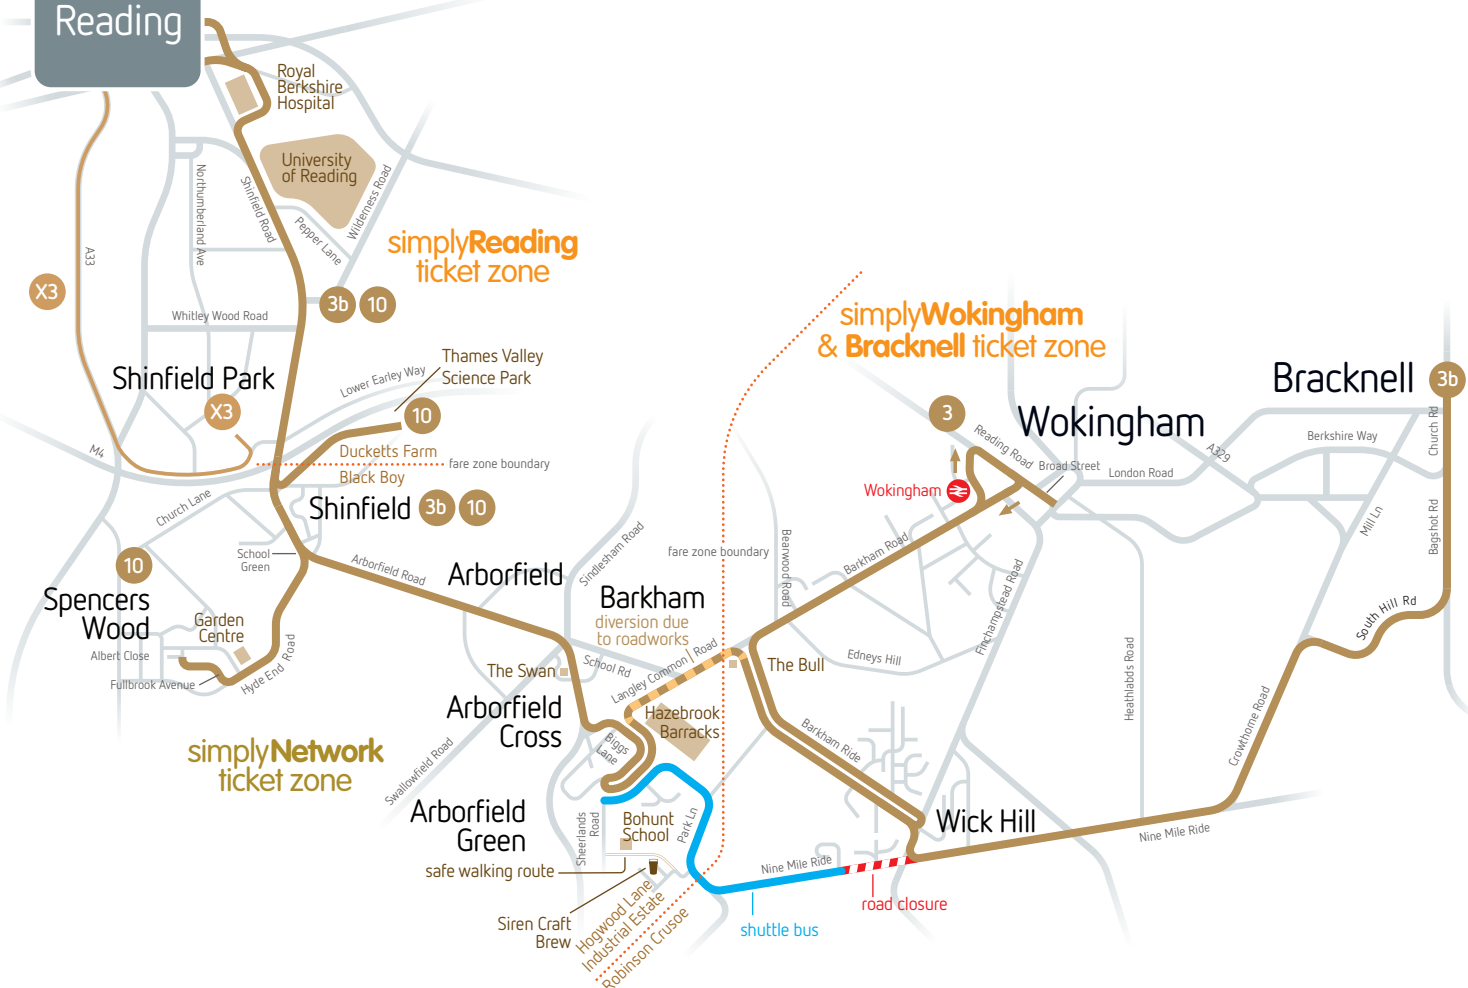 Reading
Royal
Berkshire
Hospital
University
of Reading
Northumberland Ave
Shinfield Road
Pepper Lane
Wilderness Road
A33
simplyReading
ticket zone
X3
3b
10
Whitley Wood Road
simplyWokingham
& Bracknell ticket zone
Thames Valley
Science Park
Shinfield Park
Lower Earley Way
X3
10
Bracknell
3b
3
Wokingham
Reading Road
Church Rd
A329
Berkshire Way
M4
Ducketts Farm
fare zone boundary
Black Boy
Broad Street
London Road
Wokingham
Church Lane
Shinfield
3b
10
Mill Ln
Bagshot Rd
School
Green
Arborfield Road
Arborfield
Sindlesham Road
fare zone boundary
Bearwood Road
Barkham Road
10
Spencers
Wood
Garden
Centre
Albert Close
Fullbrook Avenue
Hyde End Road
Barkham
diversion due
to roadworks
Finchampstead Road
South Hill Rd
The Swan
School Rd
Langley Common Road
The Bull
Edneys Hill
Heathlabds Road
Arborfield
Cross
Hazebrook
Barracks
Biggs
Lane
Barkham Ride
Crowthorne Road
simplyNetwork
ticket zone
Swallowfield Road
Arborfield
Green
Sheerlands
Road
Bohunt
School
Park Ln
Wick Hill
Nine Mile Ride
safe walking route
Nine Mile Ride
road closure
Siren Craft
Brew
Hogwood Lane
Industrial Estate
Robinson Crusoe
shuttle bus